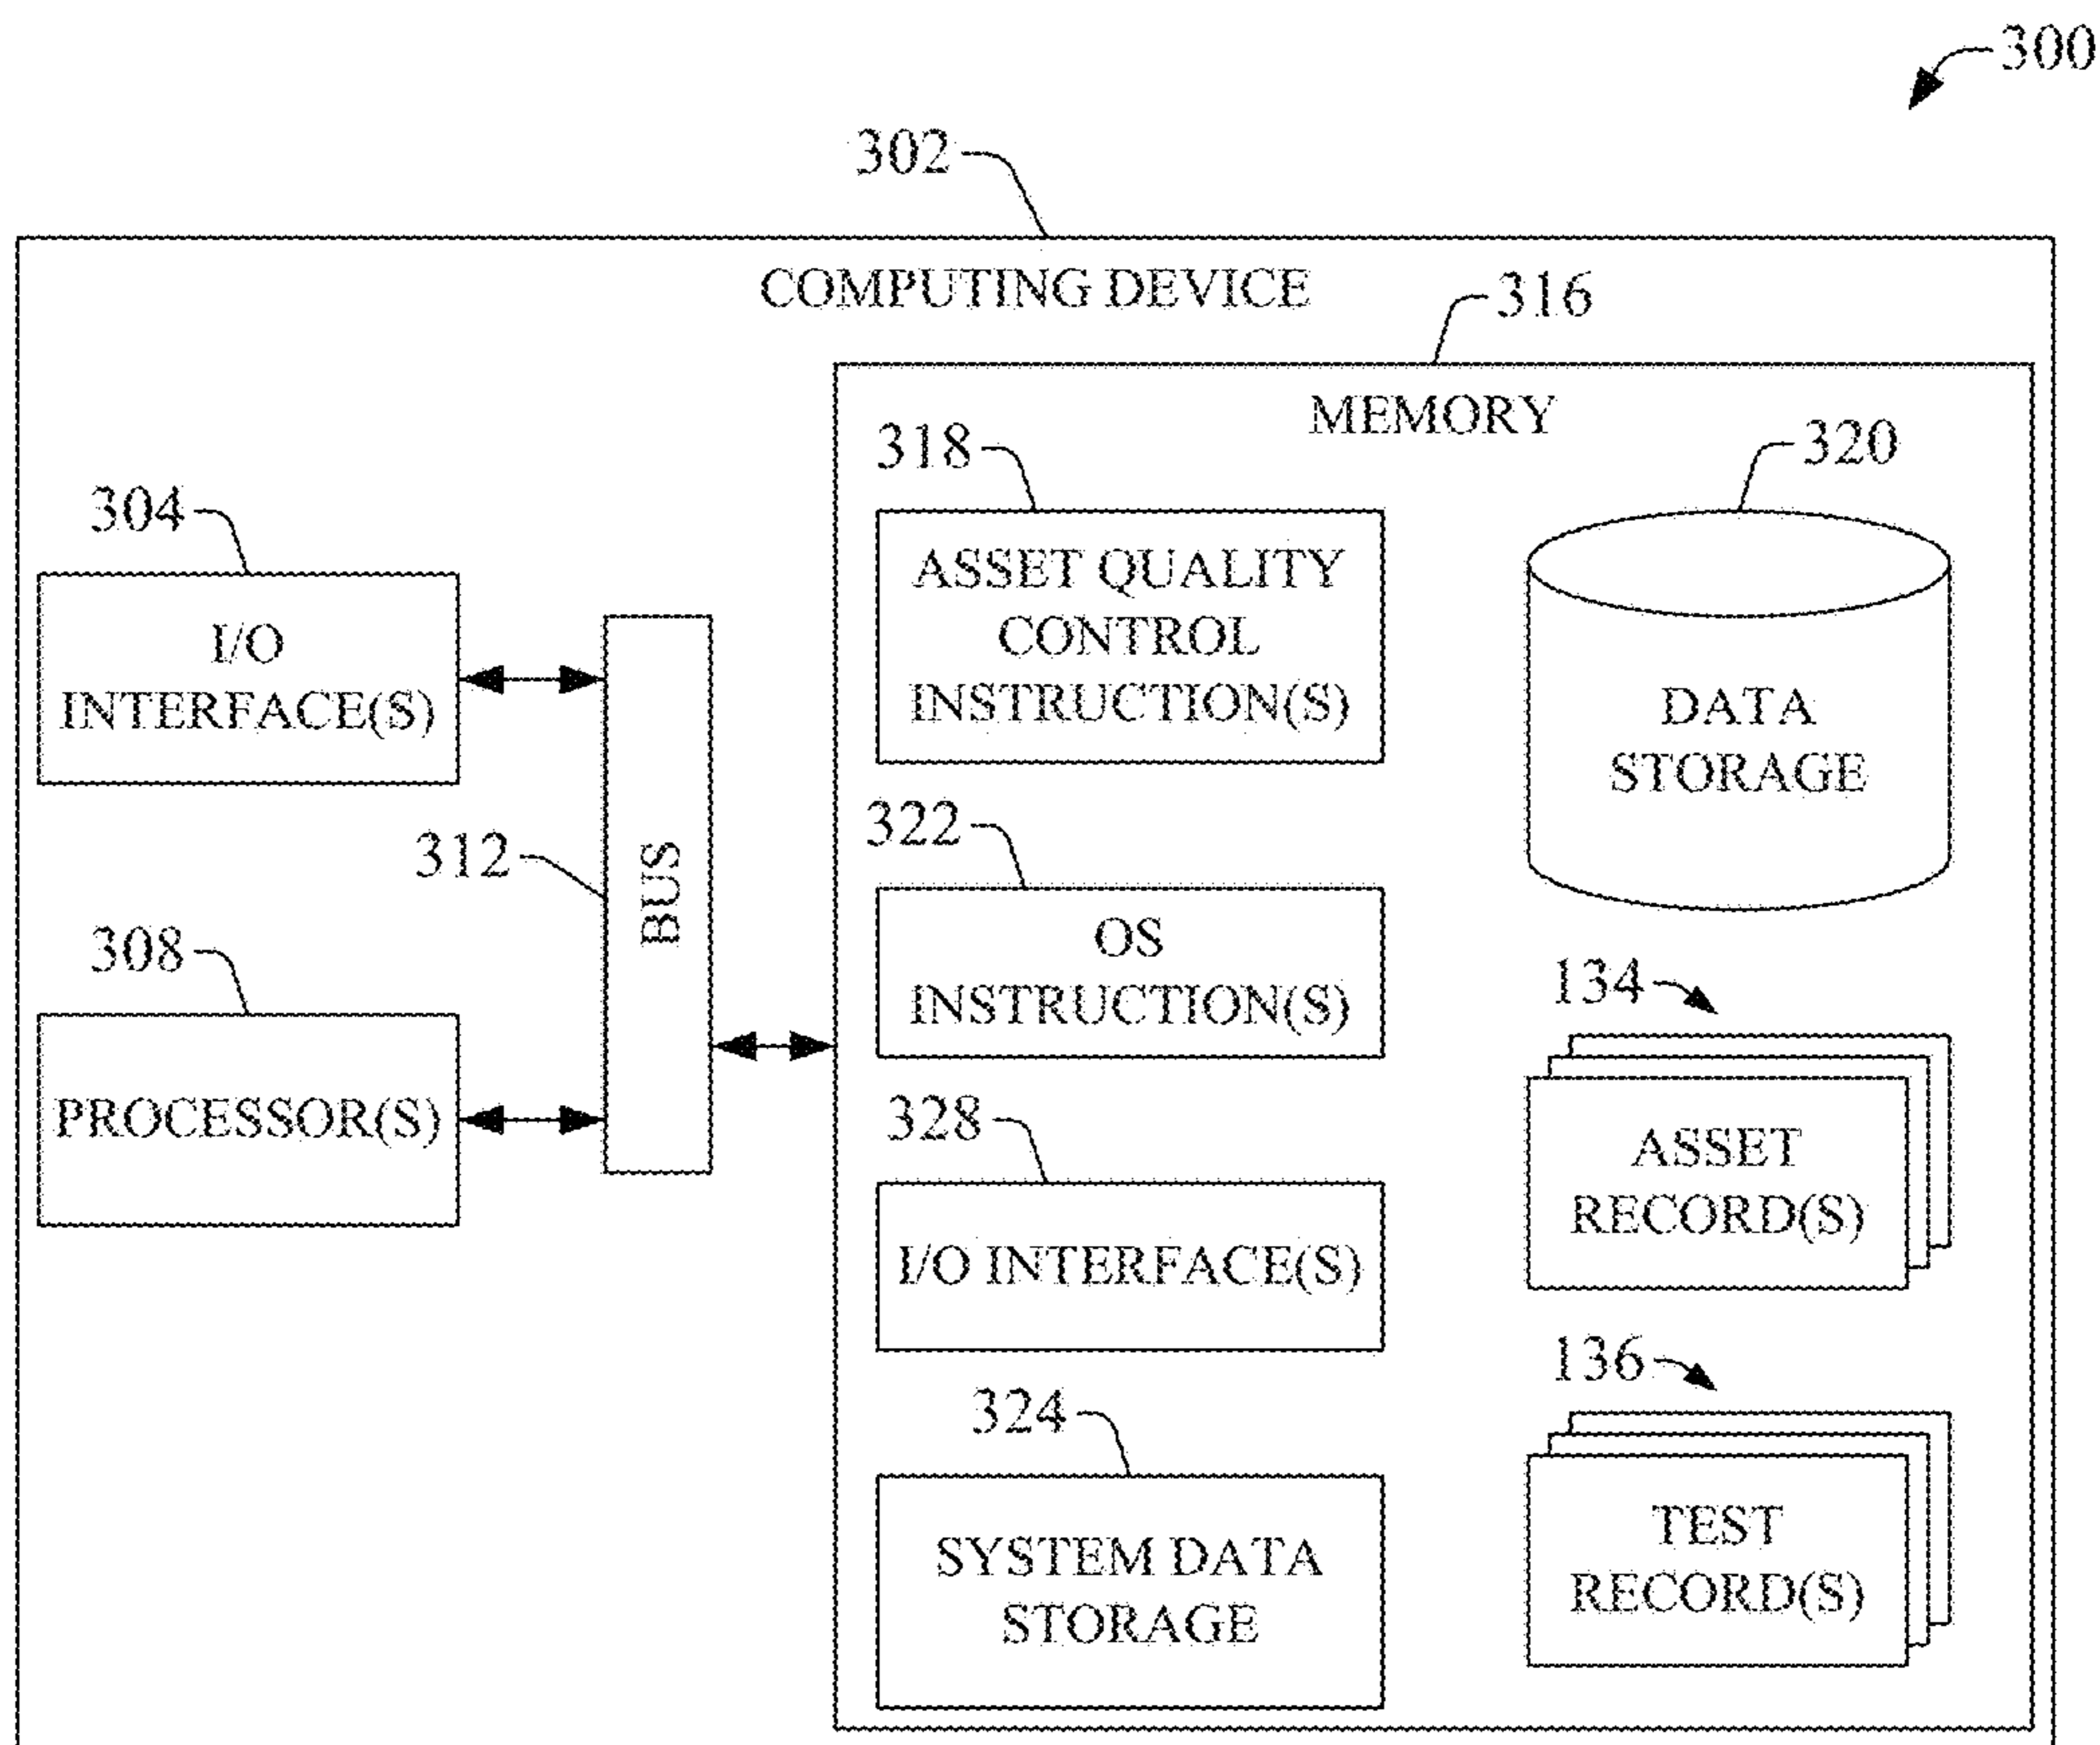 300
302
COMPUTING DEVICE
316
MEMORY
304
I/O
INTERFACE(S)
308
PROCESSOR(S)
312
BUS
318
ASSET QUALITY
CONTROL
INSTRUCTION(S)
322
OS
INSTRUCTION(S)
328
I/O INTERFACE(S)
324
SYSTEM DATA
STORAGE
320
DATA
STORAGE
134
ASSET
RECORD(S)
136
TEST
RECORD(S)